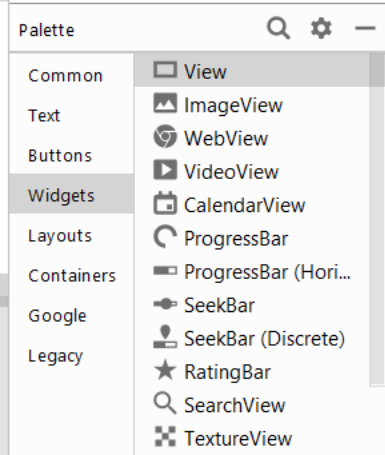 Palette
Common
Text
Buttons
Widgets
Layouts
Containers
Google
Legacy
View
ImageView
WebView
VideoView
CalendarView
ProgressBar
ProgressBar (Hori...
SeekBar
SeekBar (Discrete)
RatingBar
SearchView
TextureView